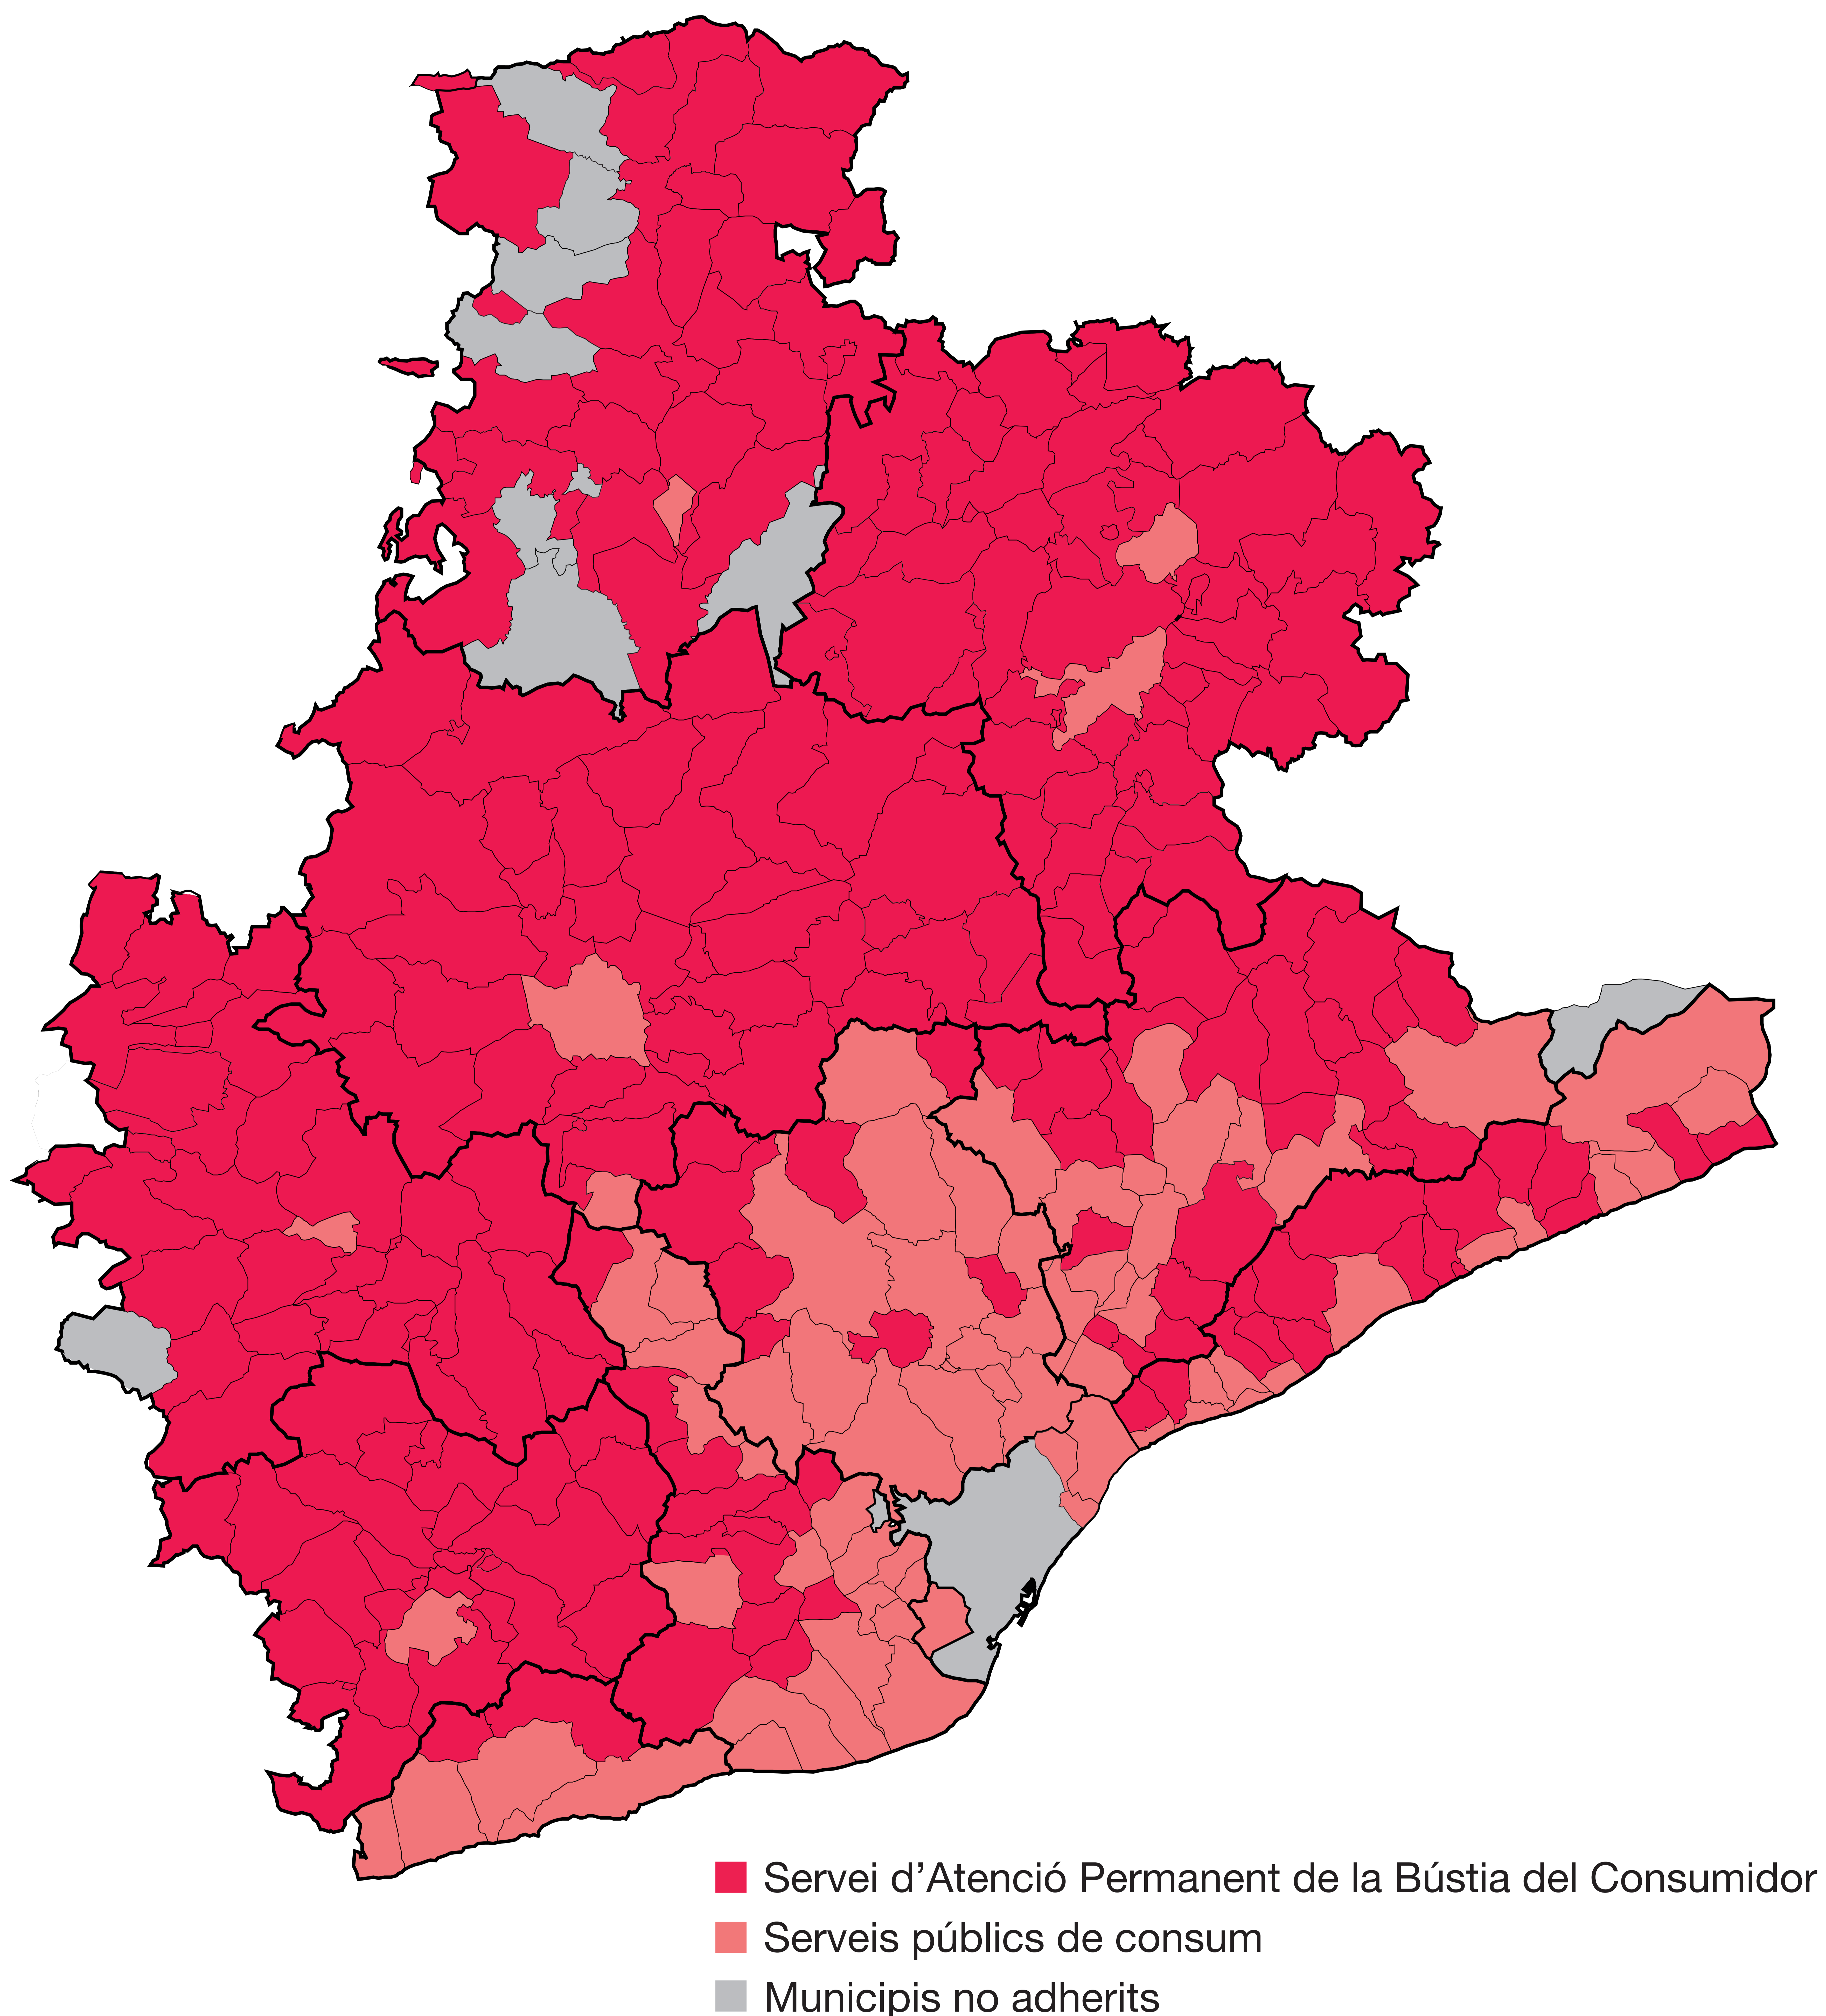 Servei d’Atenció Permanent de la Bústia del Consumidor
Serveis públics de consum
Municipis no adherits